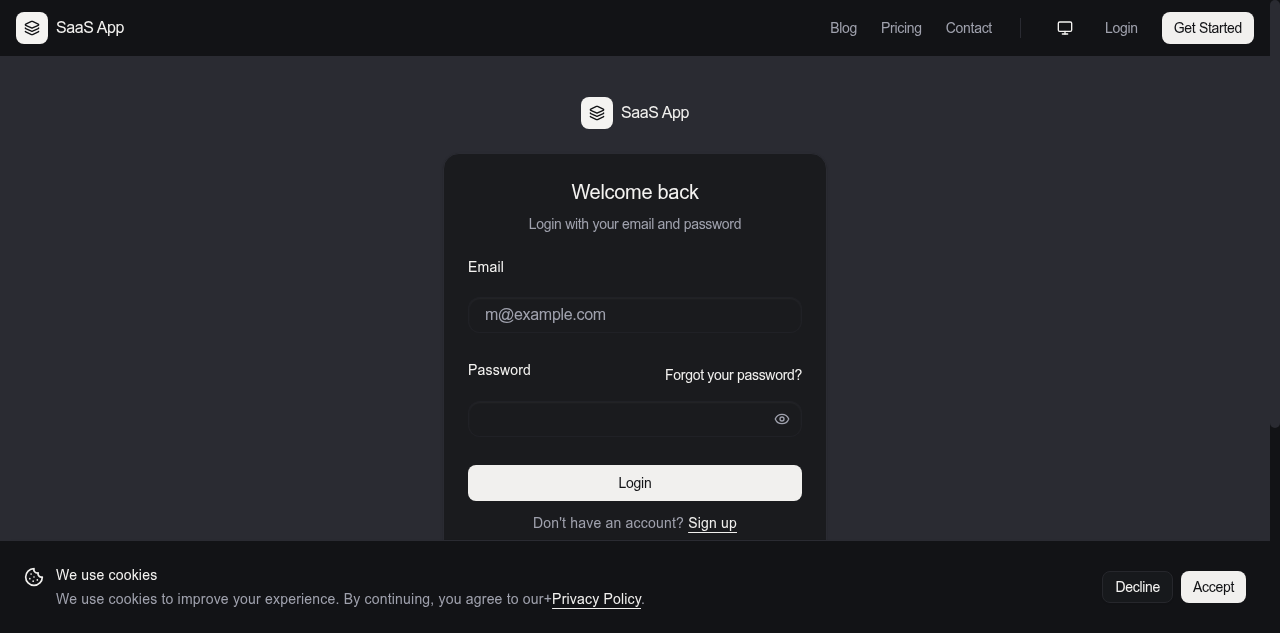 SaaS App
Blog
Pricing
Contact
Login
Get Started
SaaS App
Welcome back
Login with your email and password
Email
m@example.com
Password
Forgot your password?
Login
Don't have an account? Sign up
We use cookies
We use cookies to improve your experience. By continuing, you agree to our+Privacy Policy.
Decline
Accept